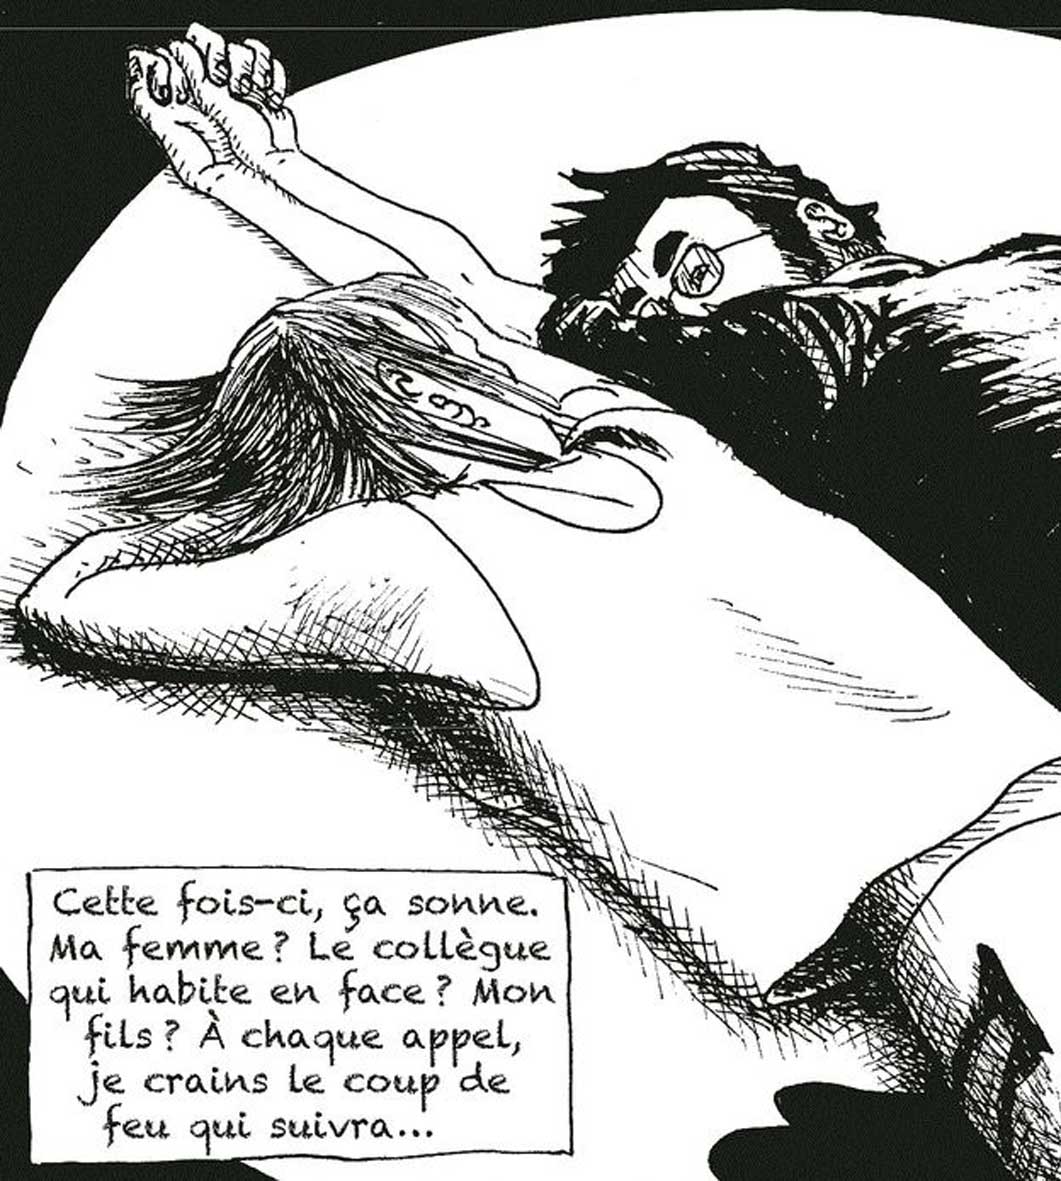 Cette fois-ci, ça sonne.
Ma femme ? Le collègue
qui habite en face ? Mon
fils ? À chaque appel,
je crains le coup de
feu qui suivra...